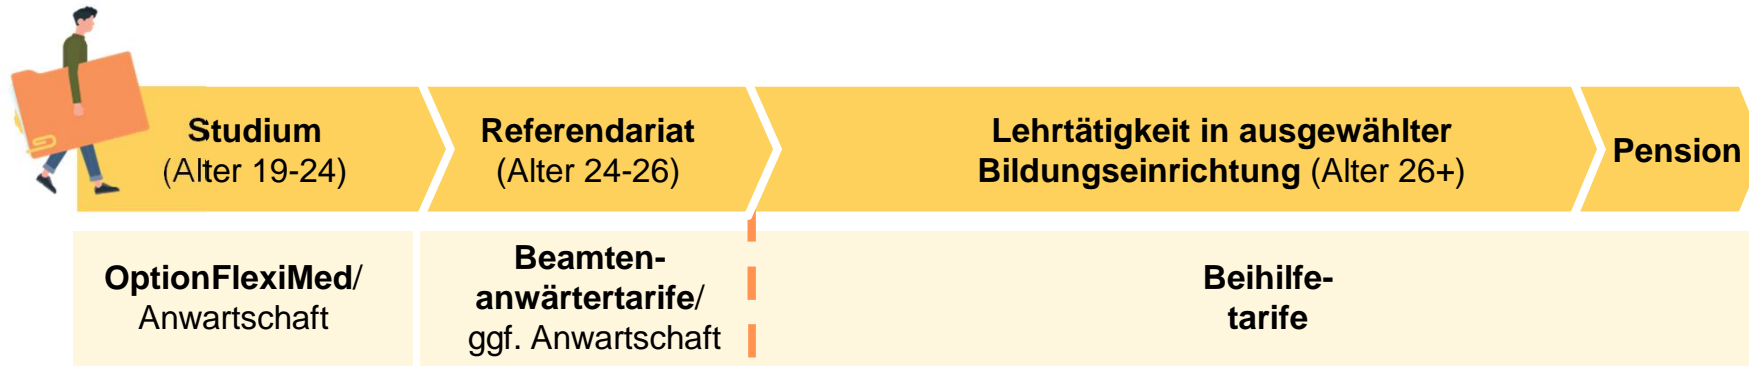 Studium
(Alter 19-24)
Referendariat
(Alter 24-26)
Lehrtätigkeit in ausgewählter
Bildungseinrichtung (Alter 26+)
Pension
OptionFlexiMed/
Anwartschaft
Beamten-
anwärtertarife/
ggf. Anwartschaft
Beihilfe-
tarife